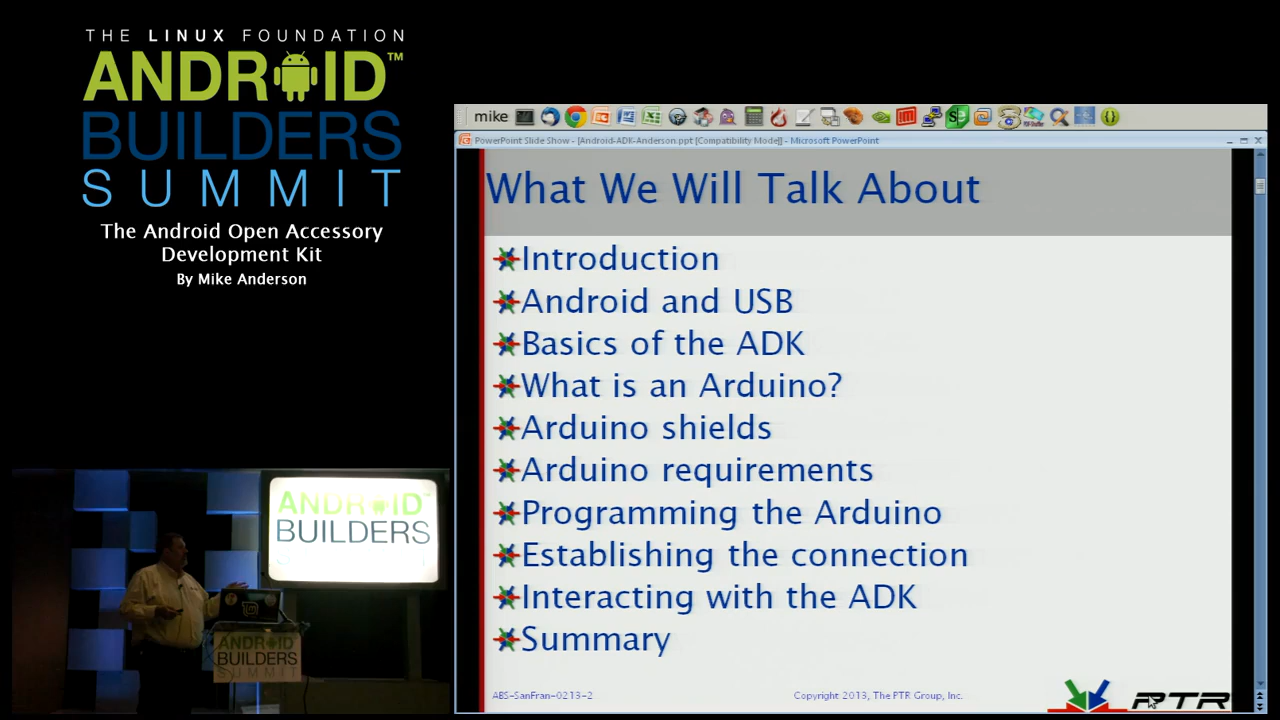 THE LINUX FOUNDATION
ANDROID™
BUILDERS
SUMMIT
The Android Open Accessory
Development Kit
By Mike Anderson
mike
PowerPoint Slide Show - [Android-ADK-Anderson.ppt [Compatibility Mode]] - Microsoft PowerPoint
What We Will Talk About
Introduction
Android and USB
Basics of the ADK
What is an Arduino?
Arduino shields
Arduino requirements
Programming the Arduino
Establishing the connection
Interacting with the ADK
Summary
ABS-SanFran-0213-2
Copyright 2013, The PTR Group, Inc.
PTR
ANDROID™
BUILDERS
ANDROID
BUILDERS
SUMMIT